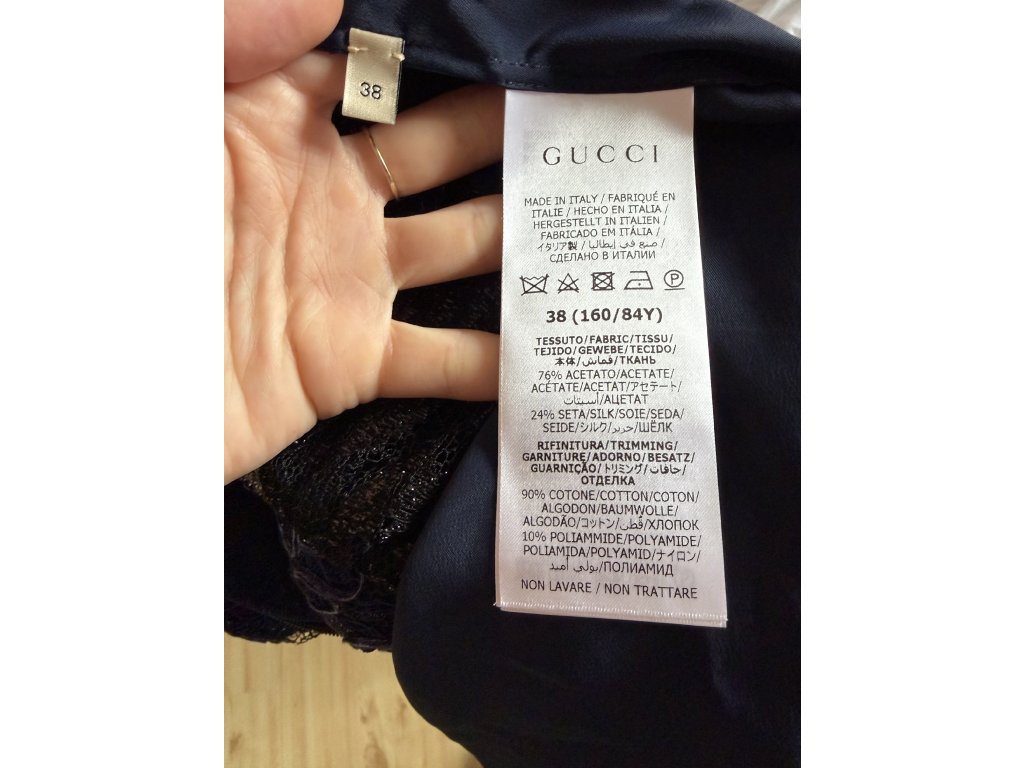 38
GUCCI
MADE IN ITALY / FABRIQUÉ EN
ITALIE / HECHO EN ITALIA /
HERGESTELLT IN ITALIEN /
FABRICADO EM ITÁLIA /
イタリア製 / صنع في إيطاليا /
СДЕЛАНО В ИТАЛИИ
P
38 (160/84Y)
TESSUTO/FABRIC/TISSU/
TEJIDO/GEWEBE/TECIDO/
本体/قماش/ТКАНЬ
76% ACETATO/ACETATE/
ACÉTATE/ACETAT/アセテート/
أسيتات/АЦЕТАТ
24% SETA/SILK/SOIE/SEDA/
SEIDE/シルク/حرير/ШЁЛК
RIFINITURA/TRIMMING/
GARNITURE/ADORNO/BESATZ/
GUARNIÇÃO/トリミング/حافات/
ОТДЕЛКА
90% COTONE/COTTON/COTON/
ALGODON/BAUMWOLLE/
ALGODÃO/コットン/قطن/ХЛОПОК
10% POLIAMMIDE/POLYAMIDE/
POLIAMIDA/POLYAMID/ナイロン/
بولي أميد/ПОЛИАМИД
NON LAVARE / NON TRATTARE